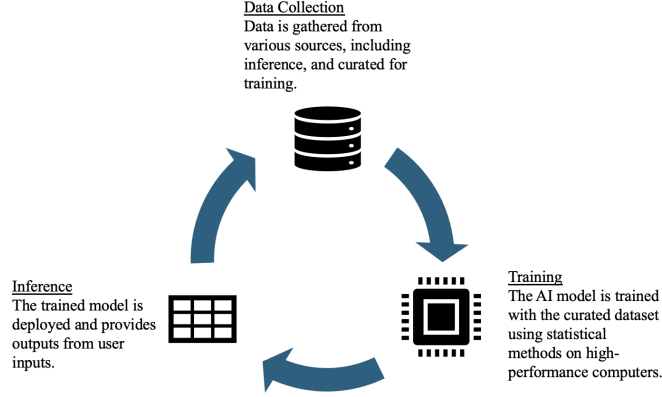 Data Collection
Data is gathered from
various sources, including
inference, and curated for
training.
Inference
The trained model is
deployed and provides
outputs from user
inputs.
Training
The AI model is trained
with the curated dataset
using statistical
methods on high-
performance computers.